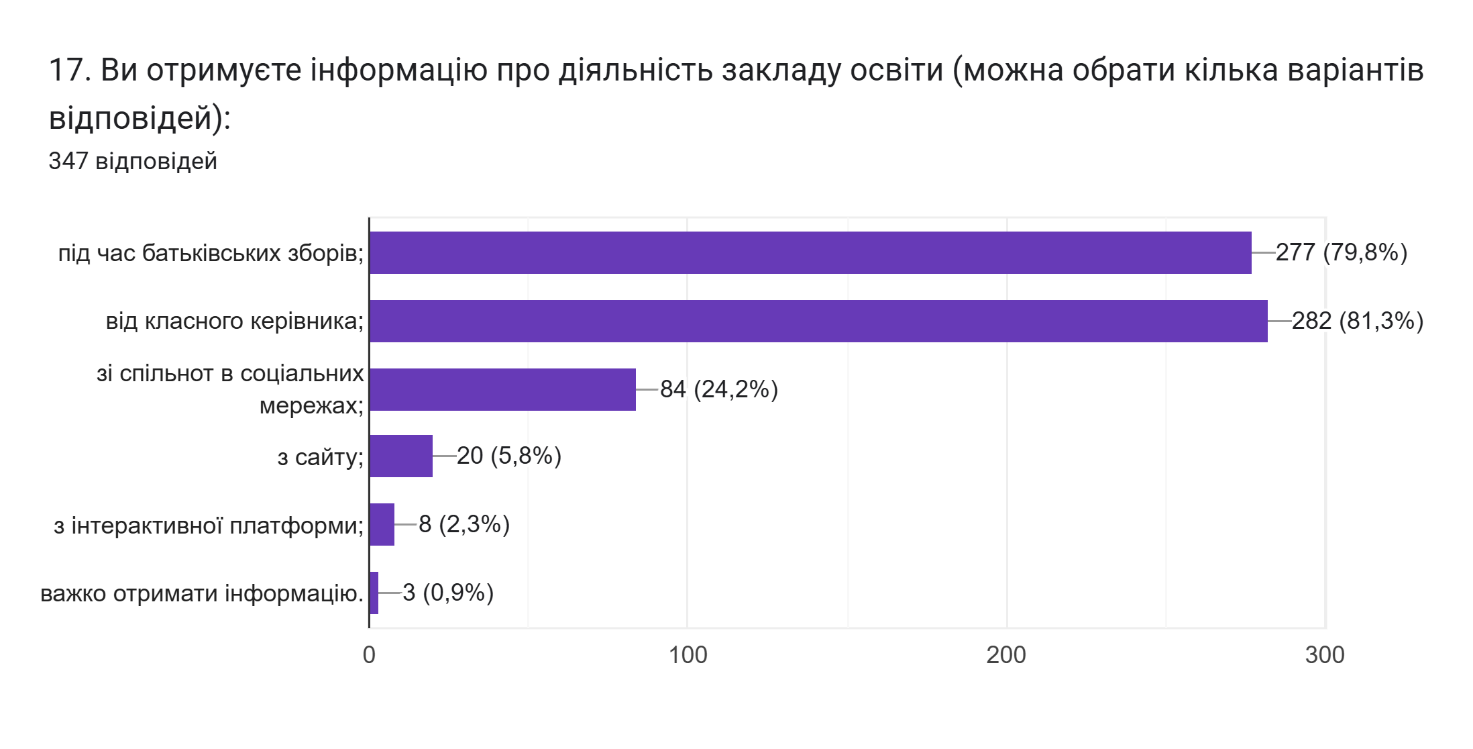 17. Ви отримуєте інформацію про діяльність закладу освіти (можна обрати кілька варіантів
відповідей):
347 відповідей
під час батьківських зборів;
277 (79,8%)
від класного керівника;
282 (81,3%)
зі спільнот в соціальних
мережах;
84 (24,2%)
з сайту;
20 (5,8%)
з інтерактивної платформи;
8 (2,3%)
важко отримати інформацію.
3 (0,9%)
0
100
200
300